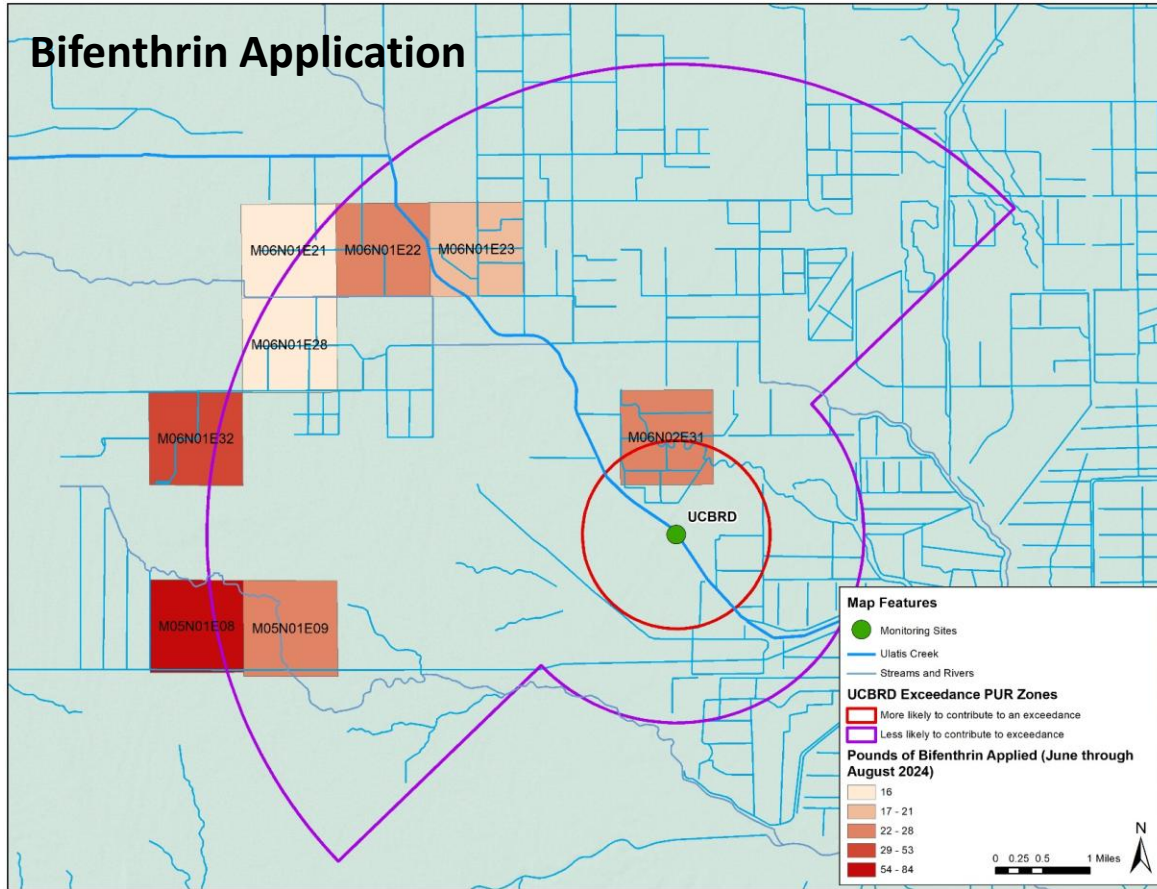 Bifenthrin Application
M06N01E21
M06N01E22
M06N01E23
M06N01E28
M06N01E32
M06N02E31
UCBRD
M05N01E08
M05N01E09
Map Features
Monitoring Sites
Ulatis Creek
Streams and Rivers
UCBRD Exceedance PUR Zones
More likely to contribute to an exceedance
Less likely to contribute to exceedance
Pounds of Bifenthrin Applied (June through
August 2024)
16
17 - 21
22 - 28
29 - 53
54 - 84
N
0 0.25 0.5 1 Miles